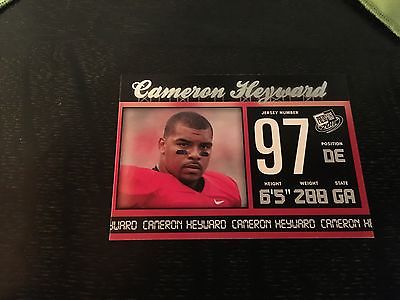 Cameron Heyward
JERSEY NUMBER
97
POSITION
DE
HEIGHT WEIGHT STATE
6'5" 288 GA
YWARD CAMERON HEYWARD CAMERON HEYWARD CAMERON HE